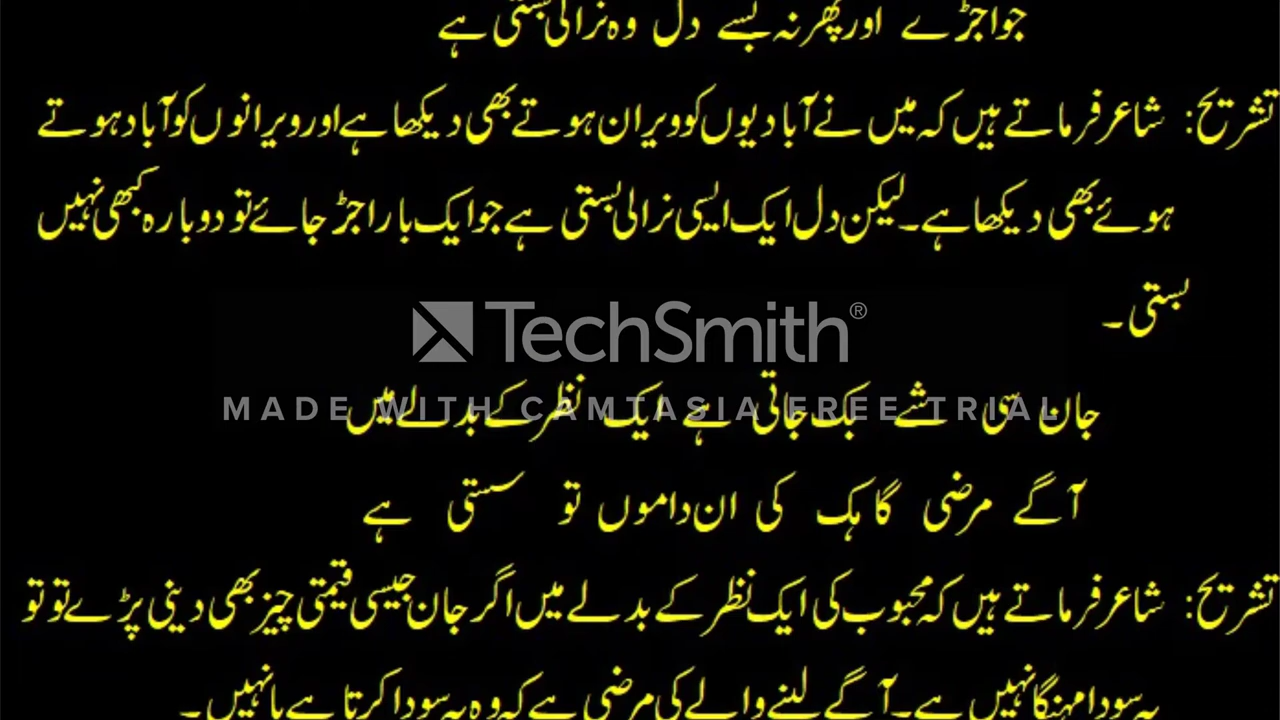 جو اجڑے اور پھر نہ بسے دل وہ نرالی بستی ہے
تشریح: شاعر فرماتے ہیں کہ میں نے آبادیوں کو ویران ہوتے بھی دیکھا ہے اور ویرانوں کو آباد ہوتے
ہوئے بھی دیکھا ہے۔ لیکن دل ایک ایسی نرالی بستی ہے جو ایک بار اجڑ جائے تو دوبارہ کبھی نہیں
بستی۔
TechSmith®
MADE WITH CAMTASIA FREE TRIAL
جان سی شے بک جاتی ہے ایک نظر کے بدلے میں
آگے مرضی گاہک کی ان داموں تو سستی ہے
تشریح: شاعر فرماتے ہیں کہ محبوب کی ایک نظر کے بدلے میں اگر جان جیسی قیمتی چیز بھی دینی پڑے تو تو
یہ سودا مہنگا نہیں ہے۔ آگے لینے والے کی مرضی ہے کہ وہ یہ سودا کرتا ہے یا نہیں۔